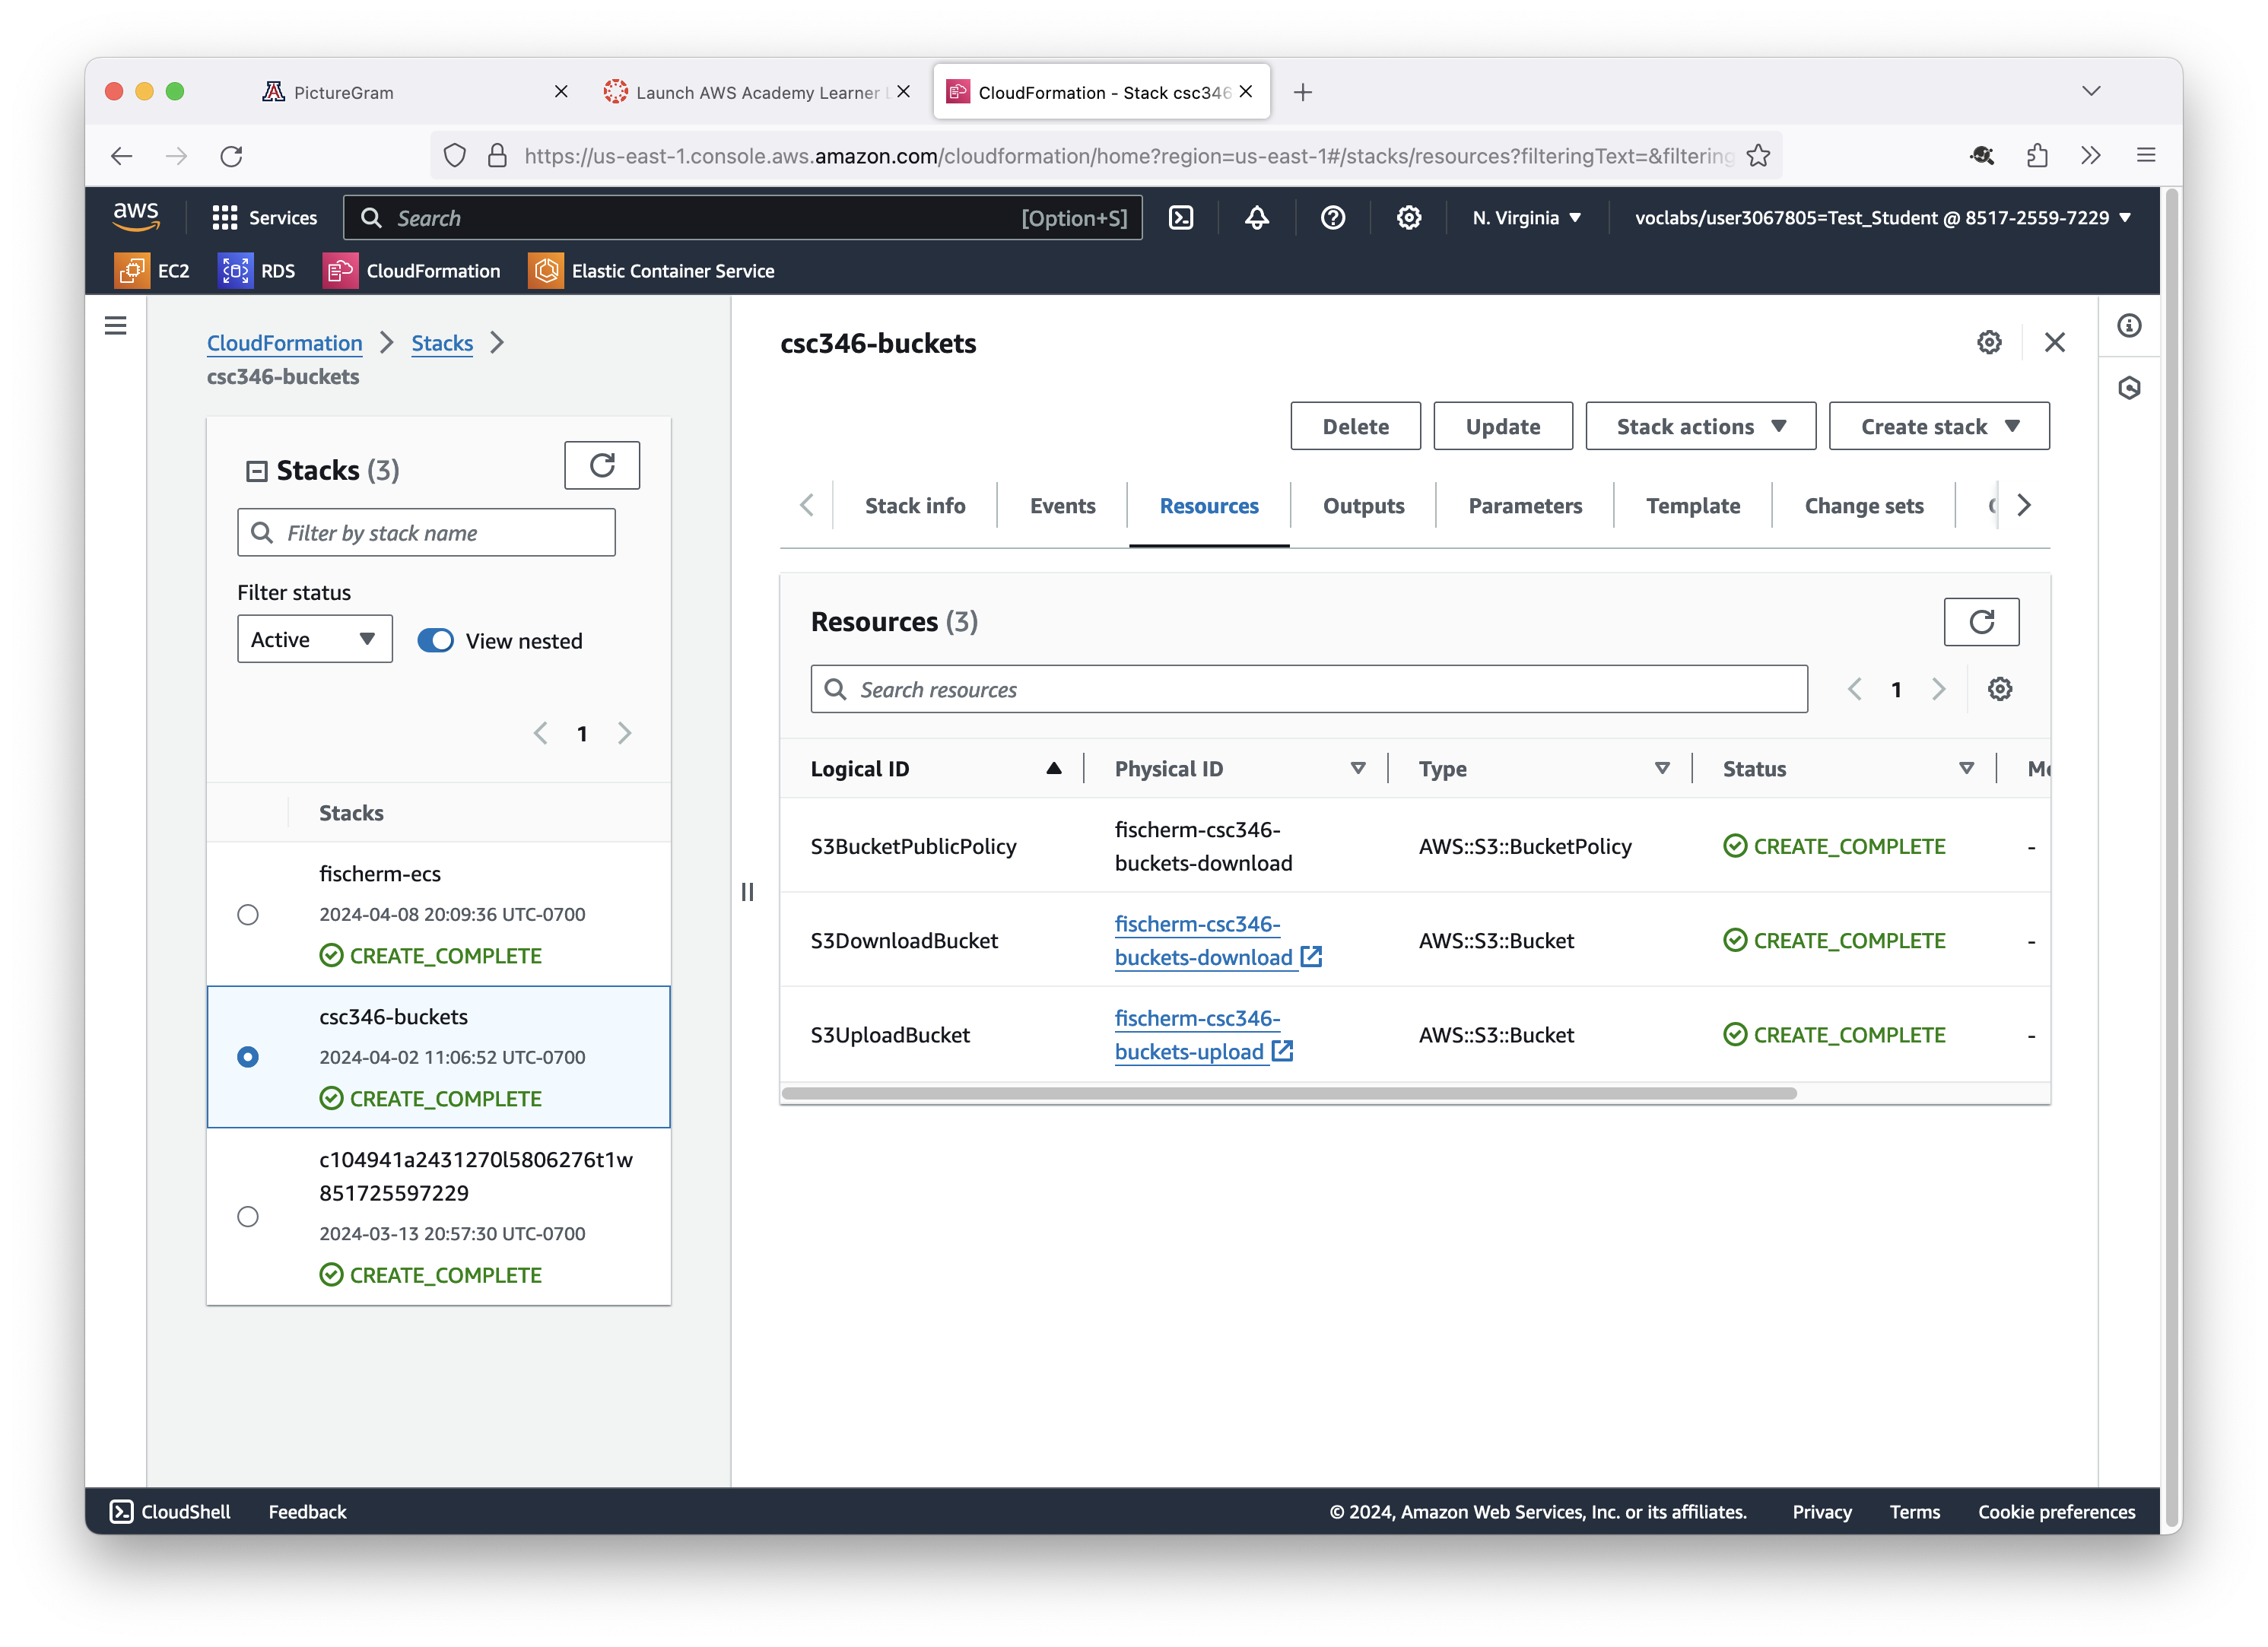 PictureGram
Launch AWS Academy Learner L
CloudFormation - Stack csc346
https://us-east-1.console.aws.amazon.com/cloudformation/home?region=us-east-1#/stacks/resources?filteringText=&filtering
aws
Services
Search
[Option+S]
N. Virginia
voclabs/user3067805=Test_Student @ 8517-2559-7229
EC2
RDS
CloudFormation
Elastic Container Service
CloudFormation
Stacks
csc346-buckets
Stacks (3)
Filter by stack name
Filter status
Active
View nested
1
Stacks
fischerm-ecs
2024-04-08 20:09:36 UTC-0700
CREATE_COMPLETE
csc346-buckets
2024-04-02 11:06:52 UTC-0700
CREATE_COMPLETE
c104941a2431270l5806276t1w
851725597229
2024-03-13 20:57:30 UTC-0700
CREATE_COMPLETE
csc346-buckets
Delete
Update
Stack actions
Create stack
Stack info
Events
Resources
Outputs
Parameters
Template
Change sets
Resources (3)
Search resources
1
Logical ID
Physical ID
Type
Status
S3BucketPublicPolicy
fischerm-csc346-
buckets-download
AWS::S3::BucketPolicy
CREATE_COMPLETE
-
S3DownloadBucket
fischerm-csc346-
buckets-download
AWS::S3::Bucket
CREATE_COMPLETE
-
S3UploadBucket
fischerm-csc346-
buckets-upload
AWS::S3::Bucket
CREATE_COMPLETE
-
CloudShell
Feedback
© 2024, Amazon Web Services, Inc. or its affiliates.
Privacy
Terms
Cookie preferences